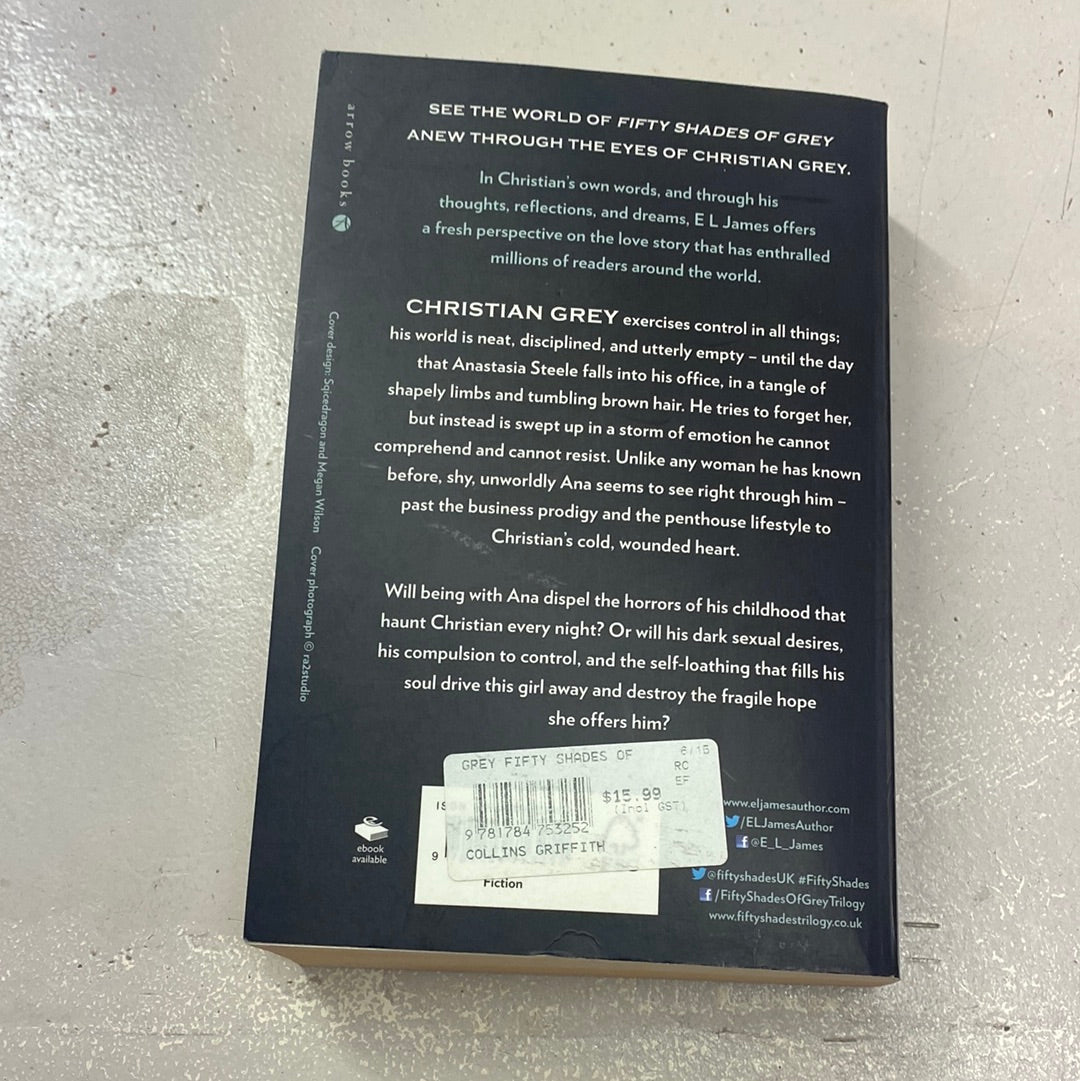 SEE THE WORLD OF FIFTY SHADES OF GREY
ANEW THROUGH THE EYES OF CHRISTIAN GREY.
In Christian's own words, and through his
thoughts, reflections, and dreams, E L James offers
a fresh perspective on the love story that has enthralled
millions of readers around the world.
CHRISTIAN GREY exercises control in all things;
his world is neat, disciplined, and utterly empty – until the day
that Anastasia Steele falls into his office, in a tangle of
shapely limbs and tumbling brown hair. He tries to forget her,
but instead is swept up in a storm of emotion he cannot
comprehend and cannot resist. Unlike any woman he has known
before, shy, unworldly Ana seems to see right through him –
past the business prodigy and the penthouse lifestyle to
Christian's cold, wounded heart.
Will being with Ana dispel the horrors of his childhood that
haunt Christian every night? Or will his dark sexual desires,
his compulsion to control, and the self-loathing that fills his
soul drive this girl away and destroy the fragile hope
she offers him?
arrow books
Cover design: Sqicedragon and Megan Wilson Cover photograph © ra2studio
ebook
available
GREY FIFTY SHADES OF 6/15
RC
EF
$15.99
(Incl GST)
9 781784 753252
COLLINS GRIFFITH
9
Fiction
www.eljamesauthor.com
/ELJamesAuthor
@E_L_James
@fiftyshadesUK #FiftyShades
/FiftyShadesOfGreyTrilogy
www.fiftyshadestrilogy.co.uk